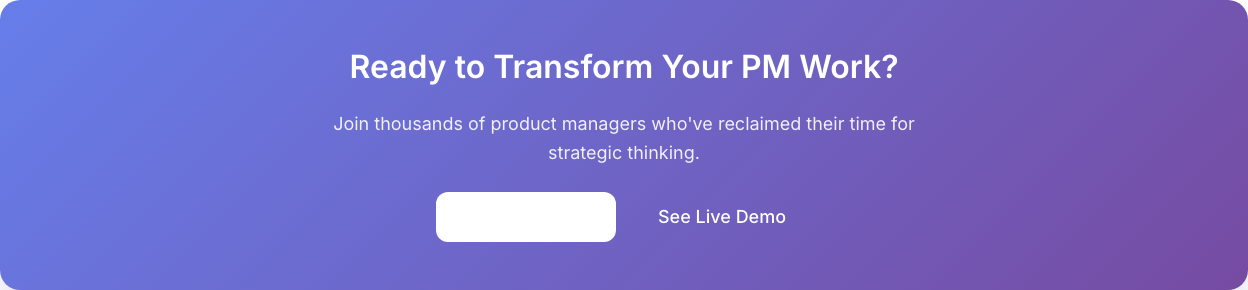 Ready to Transform Your PM Work?
Join thousands of product managers who've reclaimed their time for
strategic thinking.
See Live Demo